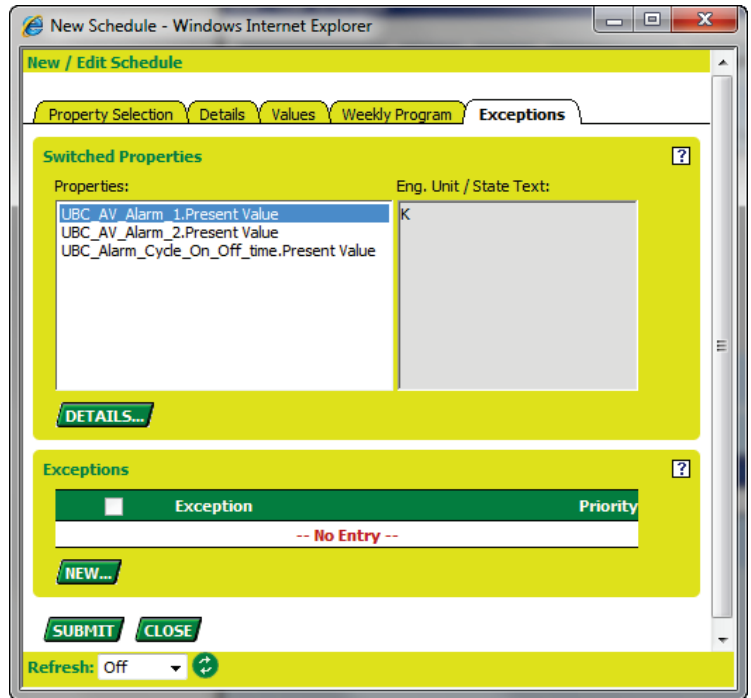 New Schedule - Windows Internet Explorer
New / Edit Schedule
Property Selection Details Values Weekly Program Exceptions
Switched Properties ?
Properties: Eng. Unit / State Text:
UBC_AV_Alarm_1.Present Value K
UBC_AV_Alarm_2.Present Value
UBC_Alarm_Cycle_On_Off_time.Present Value
DETAILS...
Exceptions ?
Exception Priority
-- No Entry --
NEW...
SUBMIT CLOSE
Refresh: Off